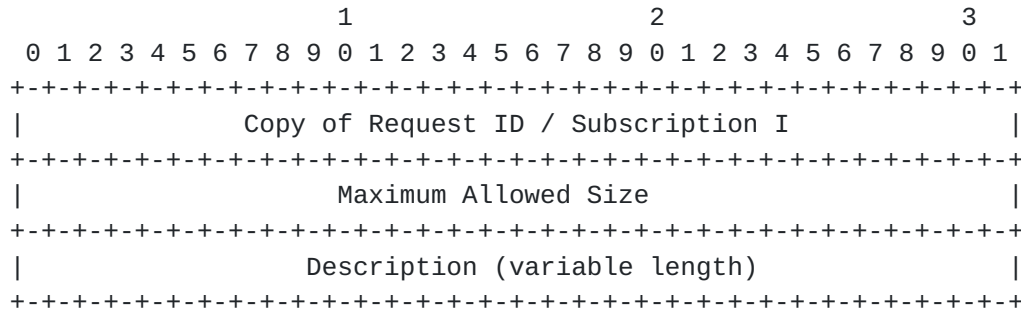 1                   2                   3
 0 1 2 3 4 5 6 7 8 9 0 1 2 3 4 5 6 7 8 9 0 1 2 3 4 5 6 7 8 9 0 1
+-+-+-+-+-+-+-+-+-+-+-+-+-+-+-+-+-+-+-+-+-+-+-+-+-+-+-+-+-+-+-+-+
|              Copy of Request ID / Subscription I              |
+-+-+-+-+-+-+-+-+-+-+-+-+-+-+-+-+-+-+-+-+-+-+-+-+-+-+-+-+-+-+-+-+
|                    Maximum Allowed Size                       |
+-+-+-+-+-+-+-+-+-+-+-+-+-+-+-+-+-+-+-+-+-+-+-+-+-+-+-+-+-+-+-+-+
|                  Description (variable length)                |
+-+-+-+-+-+-+-+-+-+-+-+-+-+-+-+-+-+-+-+-+-+-+-+-+-+-+-+-+-+-+-+-+